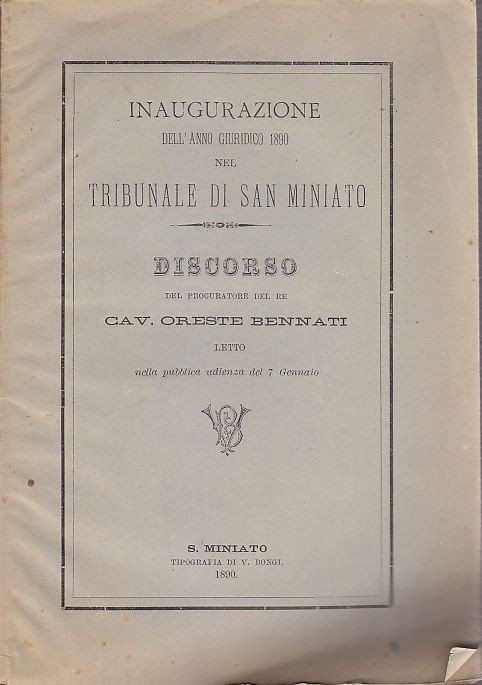 INAUGURAZIONE
DELL'ANNO GIURIDICO 1890
NEL
TRIBUNALE DI SAN MINIATO
DISCORSO
DEL PROCURATORE DEL RE
CAV. ORESTE BENNATI
LETTO
nella pubblica udienza del 7 Gennaio
S. MINIATO
TIPOGRAFIA DI V. BONGI.
1890.